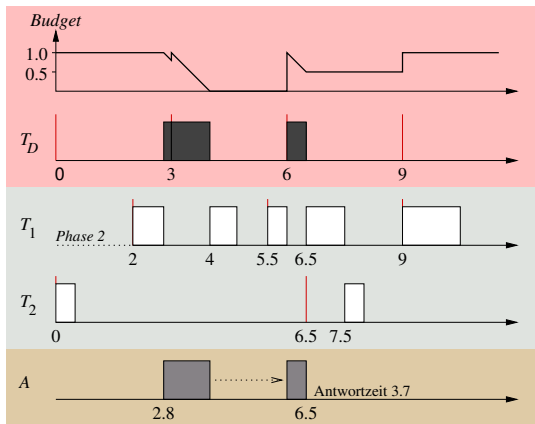 Budget
1.0
0.5
T_D
0 3 6 9
T_1
Phase 2
2 4 5.5 6.5 9
T_2
0 6.5 7.5
A
Antwortzeit 3.7
2.8 6.5